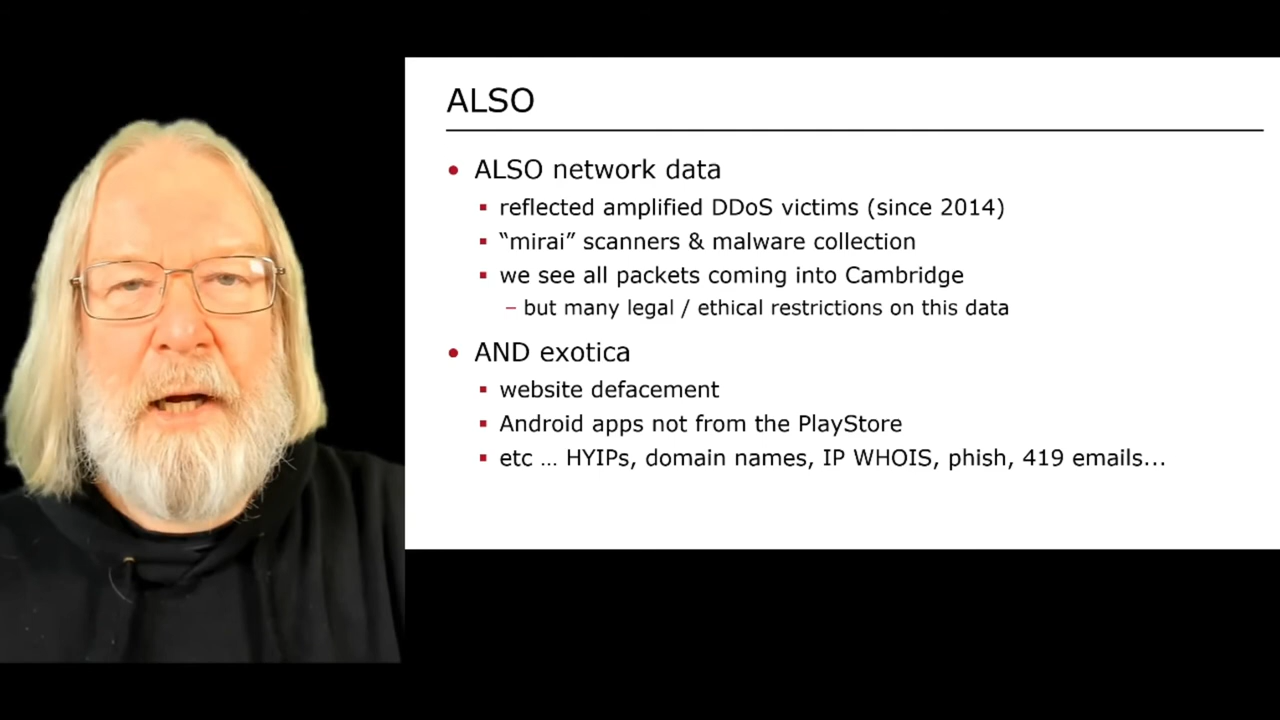 ALSO
• ALSO network data
▪ reflected amplified DDoS victims (since 2014)
▪ “mirai” scanners & malware collection
▪ we see all packets coming into Cambridge
– but many legal / ethical restrictions on this data
• AND exotica
▪ website defacement
▪ Android apps not from the PlayStore
▪ etc … HYIPs, domain names, IP WHOIS, phish, 419 emails...